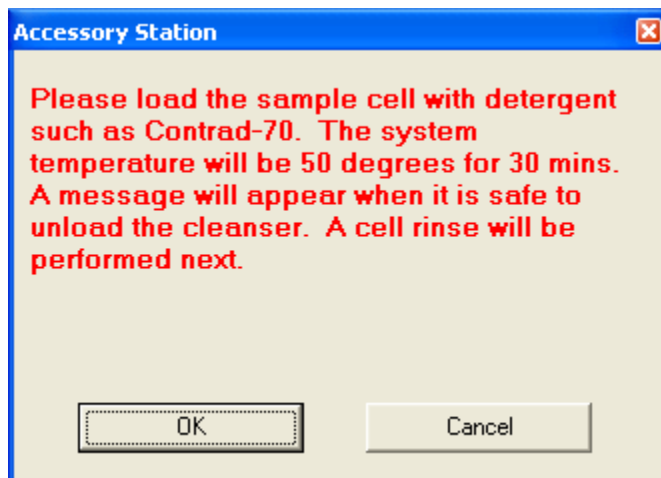 Accessory Station
Please load the sample cell with detergent
such as Contrad-70.  The system
temperature will be 50 degrees for 30 mins.
A message will appear when it is safe to
unload the cleanser.  A cell rinse will be
performed next.
OK
Cancel